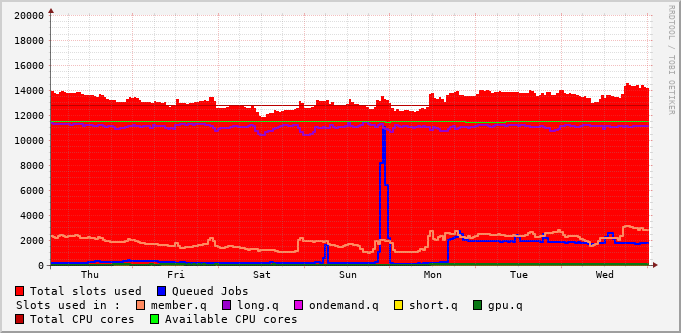 20000
18000
16000
14000
12000
10000
8000
6000
4000
2000
0
Thu Fri Sat Sun Mon Tue Wed
RRDTOOL / TOBI OETIKER
Total slots used Queued Jobs
Slots used in : member.q long.q ondemand.q short.q gpu.q
Total CPU cores Available CPU cores